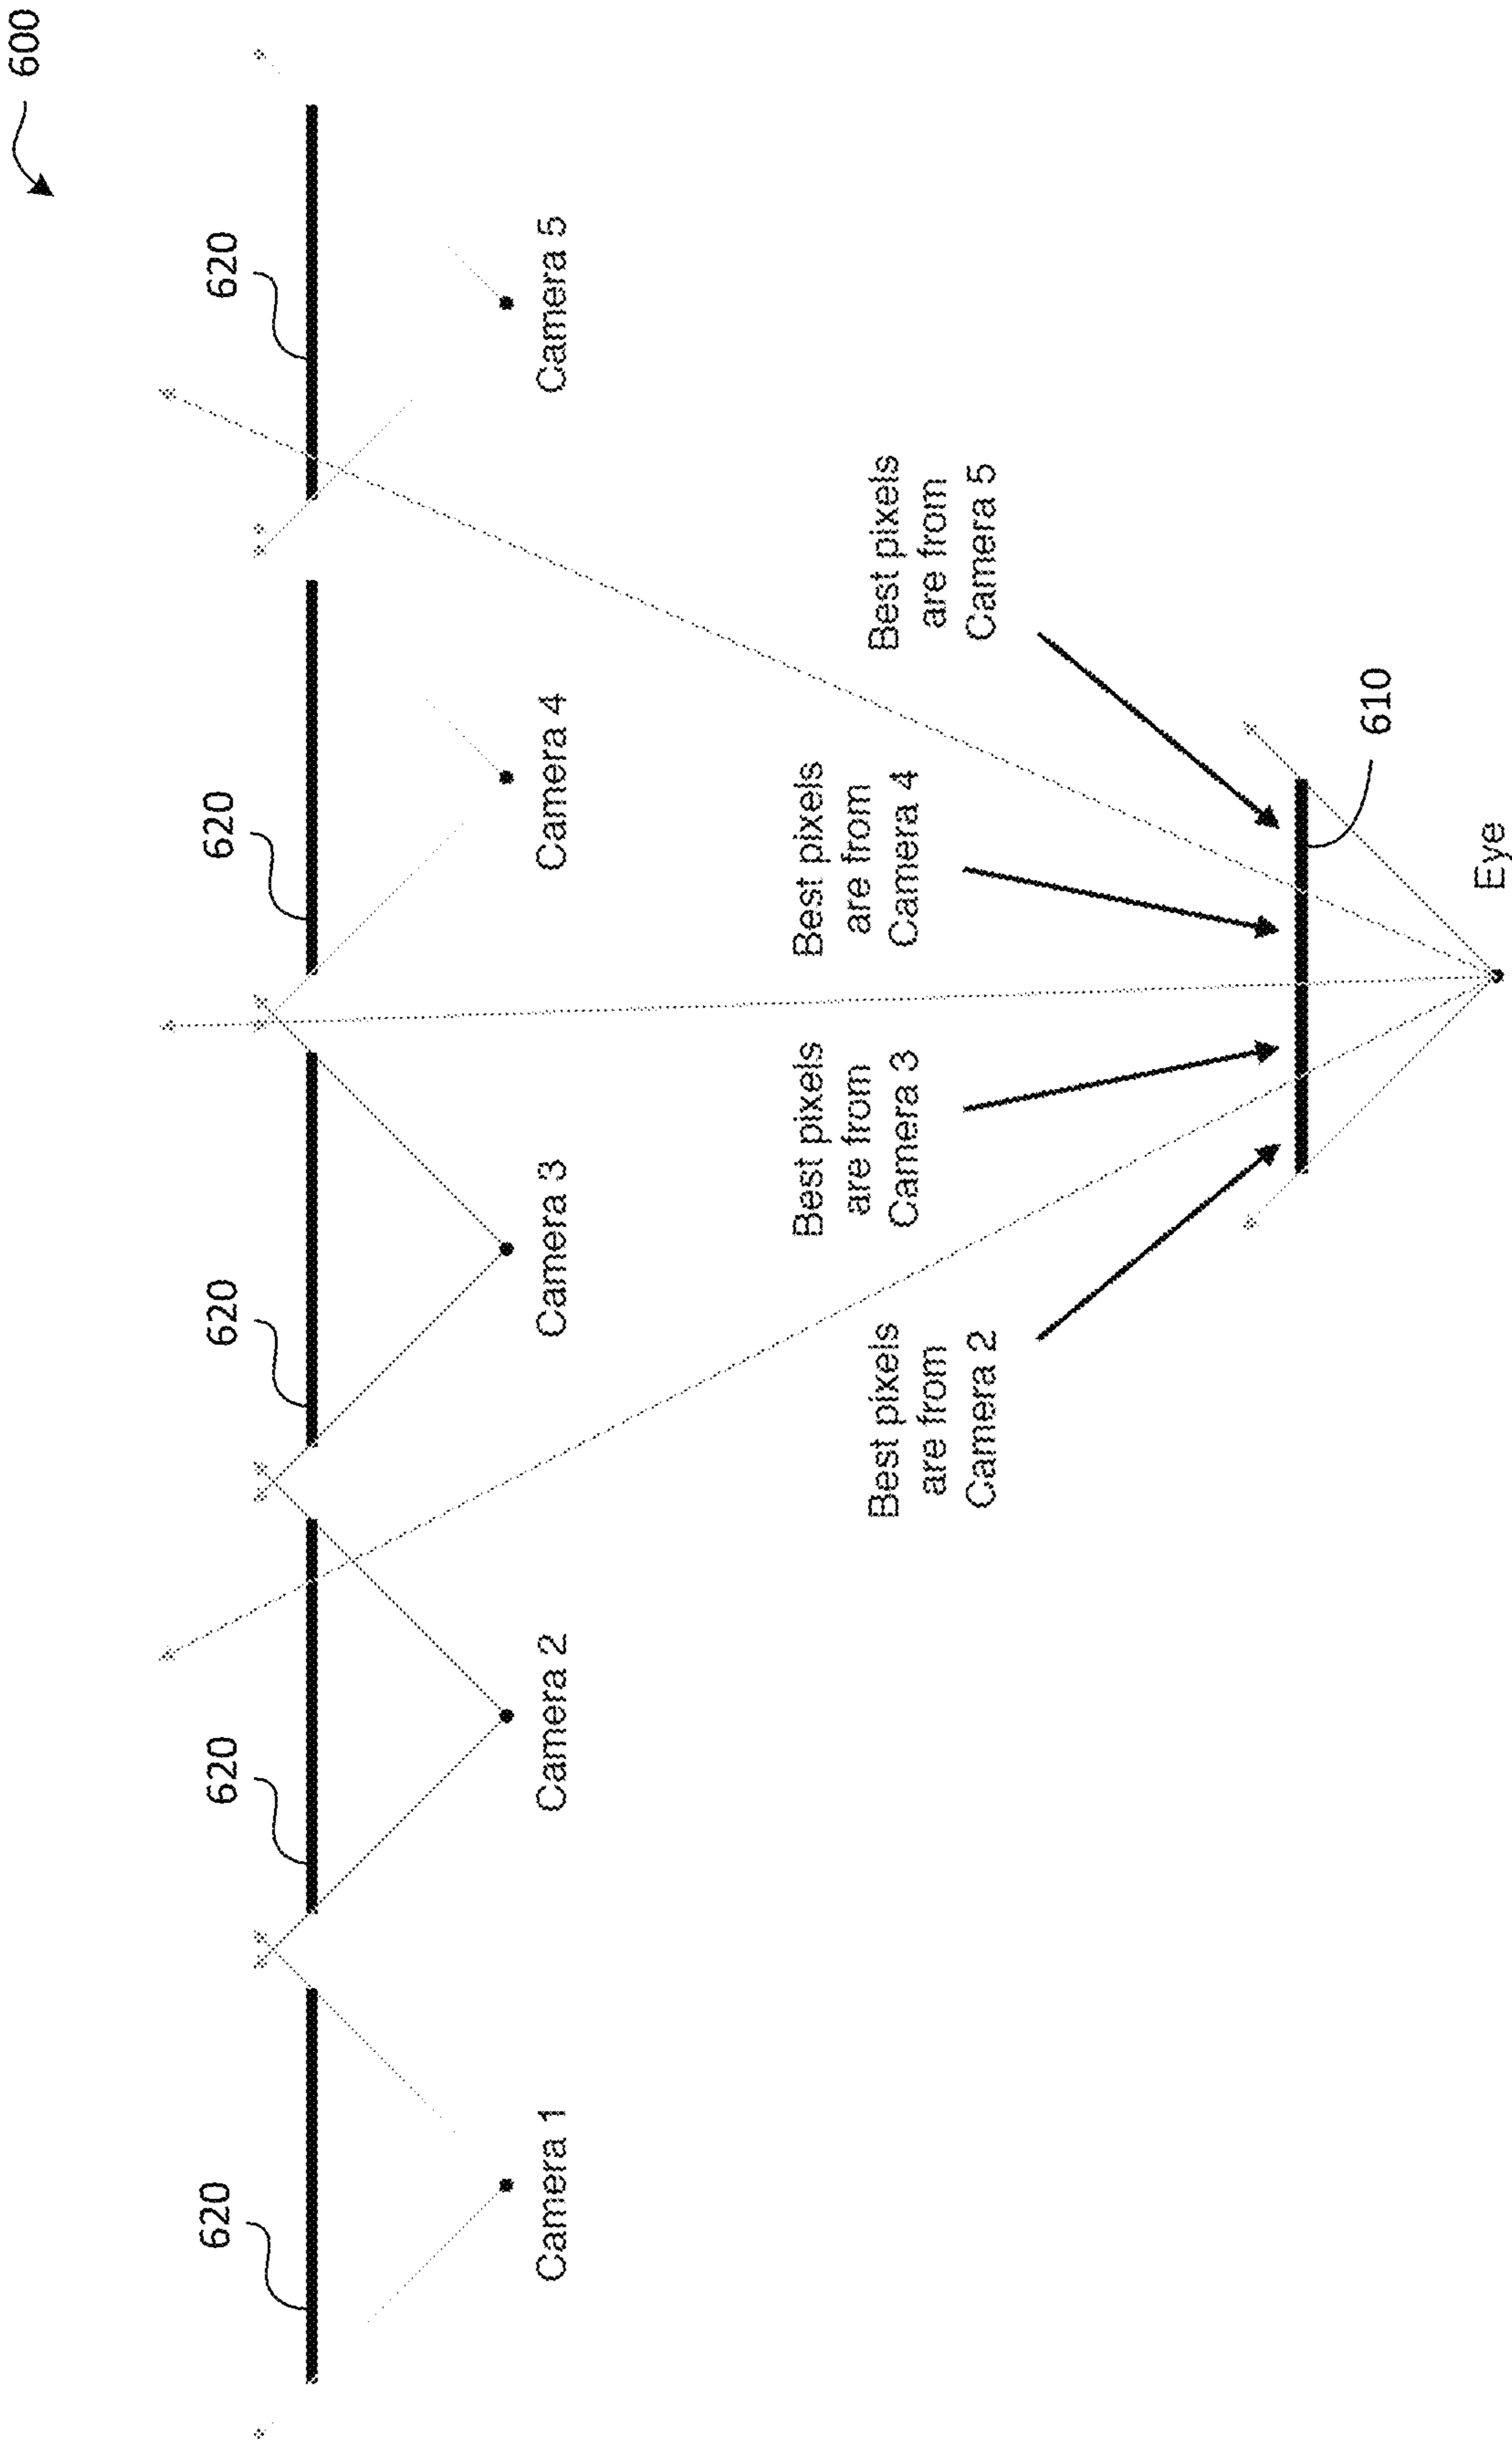 600
620
620
620
620
620
Camera 1
Camera 2
Camera 3
Camera 4
Camera 5
Best pixels
are from
Camera 2
Best pixels
are from
Camera 3
Best pixels
are from
Camera 4
Best pixels
are from
Camera 5
610
Eye